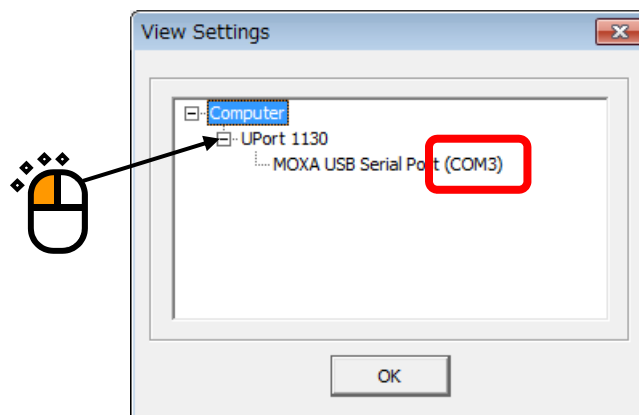 View Settings
Computer
UPort 1130
MOXA USB Serial Port (COM3)
OK